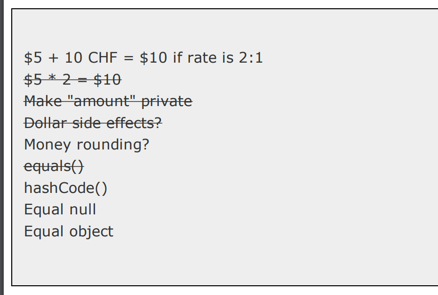 $5 + 10 CHF = $10 if rate is 2:1
$5 * 2 = $10
Make "amount" private
Dollar side effects?
Money rounding?
equals()
hashCode()
Equal null
Equal object